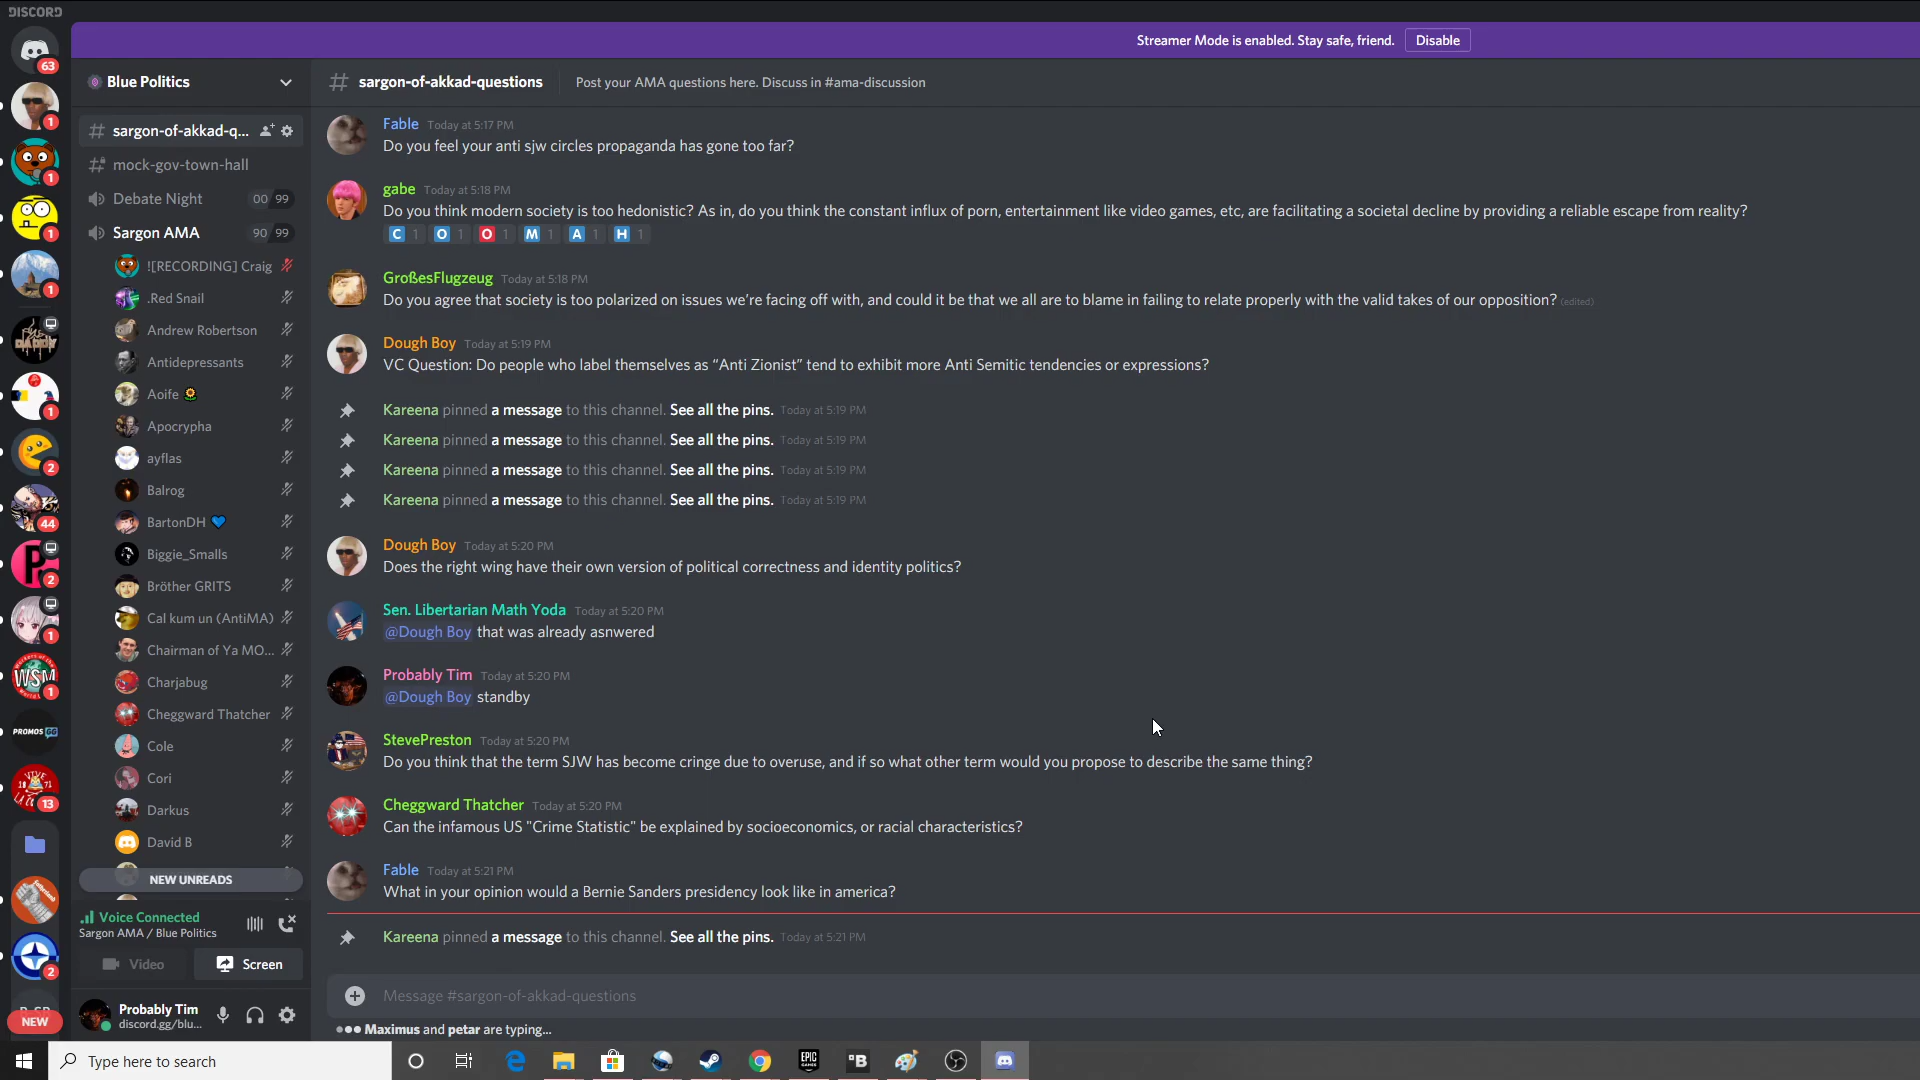 DISCORD
Streamer Mode is enabled. Stay safe, friend.
Disable
63
Blue Politics
sargon-of-akkad-questions
Post your AMA questions here. Discuss in #ama-discussion
1
sargon-of-akkad-q...
mock-gov-town-hall
1
Debate Night 00 99
1
Sargon AMA 90 99
![RECORDING] Craig
1
.Red Snail
Andrew Robertson
DADDY
Antidepressants
Aoife
1
Apocrypha
ayflas
2
Balrog
BartonDH
44
Biggie_Smalls
P
2
Bröther GRITS
Cal kum un (AntiMA)
1
Chairman of Ya MO...
WSM
1
Charjabug
Cheggward Thatcher
PROMOSGG
Cole
Cori
VIVE
18 71
13
Darkus
David B
NEW UNREADS
Voice Connected
Sargon AMA / Blue Politics
2
Video
Screen
Probably Tim
discord.gg/blu...
NEW
Fable Today at 5:17 PM
Do you feel your anti sjw circles propaganda has gone too far?
gabe Today at 5:18 PM
Do you think modern society is too hedonistic? As in, do you think the constant influx of porn, entertainment like video games, etc, are facilitating a societal decline by providing a reliable escape from reality?
C 1 O 1 O 1 M 1 A 1 H 1
GroßesFlugzeug Today at 5:18 PM
Do you agree that society is too polarized on issues we're facing off with, and could it be that we all are to blame in failing to relate properly with the valid takes of our opposition? (edited)
Dough Boy Today at 5:19 PM
VC Question: Do people who label themselves as “Anti Zionist” tend to exhibit more Anti Semitic tendencies or expressions?
Kareena pinned a message to this channel. See all the pins. Today at 5:19 PM
Kareena pinned a message to this channel. See all the pins. Today at 5:19 PM
Kareena pinned a message to this channel. See all the pins. Today at 5:19 PM
Kareena pinned a message to this channel. See all the pins. Today at 5:19 PM
Dough Boy Today at 5:20 PM
Does the right wing have their own version of political correctness and identity politics?
Sen. Libertarian Math Yoda Today at 5:20 PM
@Dough Boy that was already asnwered
Probably Tim Today at 5:20 PM
@Dough Boy standby
StevePreston Today at 5:20 PM
Do you think that the term SJW has become cringe due to overuse, and if so what other term would you propose to describe the same thing?
Cheggward Thatcher Today at 5:20 PM
Can the infamous US "Crime Statistic" be explained by socioeconomics, or racial characteristics?
Fable Today at 5:21 PM
What in your opinion would a Bernie Sanders presidency look like in america?
Kareena pinned a message to this channel. See all the pins. Today at 5:21 PM
Message #sargon-of-akkad-questions
Maximus and petar are typing...
Type here to search
EPIC GAMES
B